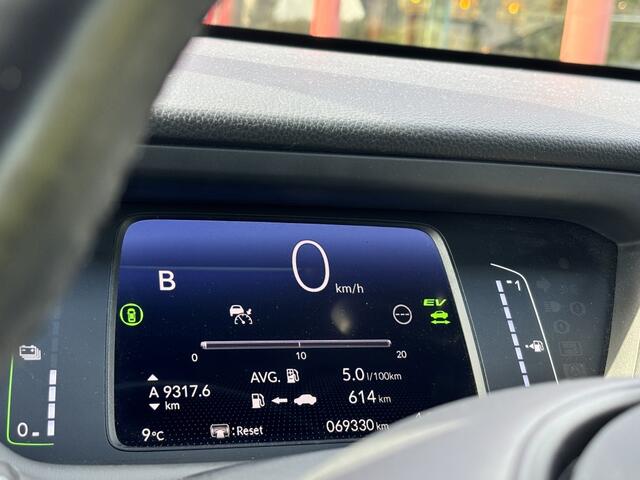 B 0 km/h
EV
1
0 10 20
AVG. 5.0 l/100km
A 9317.6
km
614 km
0
9°C :Reset 069330 km